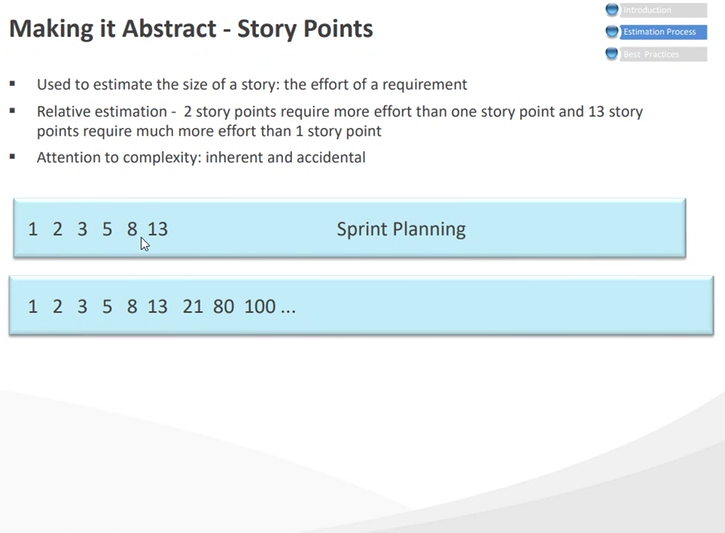 Making it Abstract - Story Points
Introduction
Estimation Process
Best Practices
▪ Used to estimate the size of a story: the effort of a requirement
▪ Relative estimation - 2 story points require more effort than one story point and 13 story
points require much more effort than 1 story point
▪ Attention to complexity: inherent and accidental
1 2 3 5 8 13 Sprint Planning
1 2 3 5 8 13 21 80 100 ...